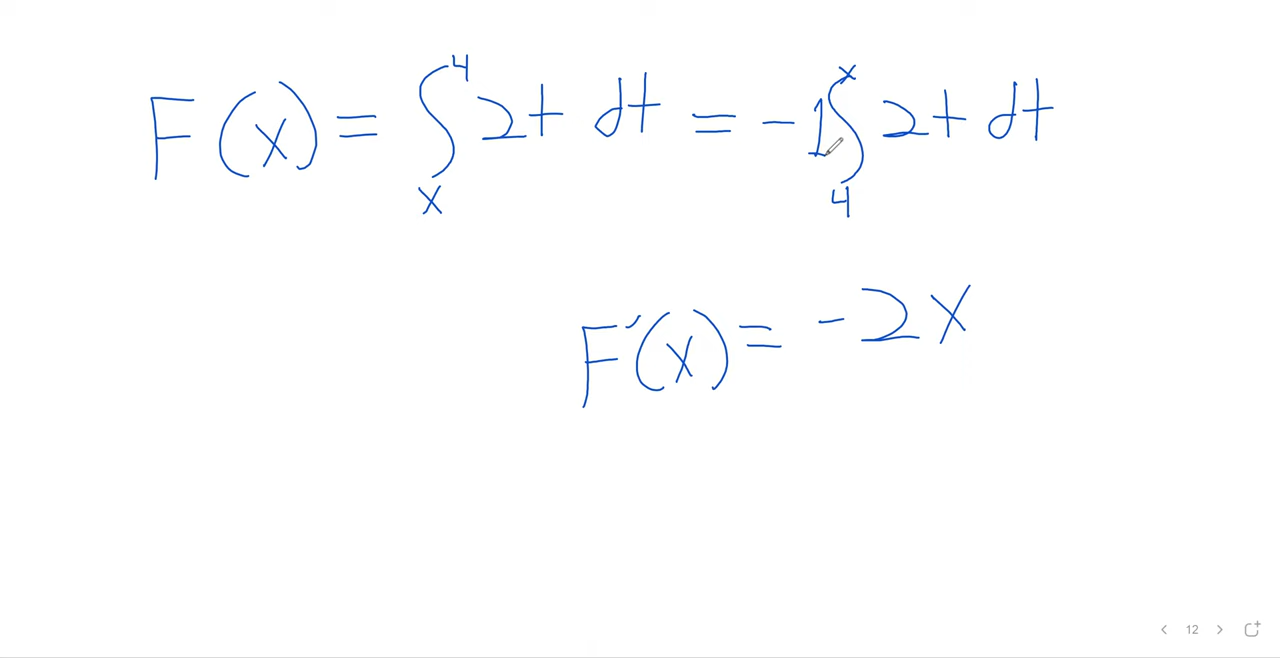 F(x) = ∫ₓ⁴ 2t dt = -1∫₄ˣ 2t dt
F'(x) = -2x
12